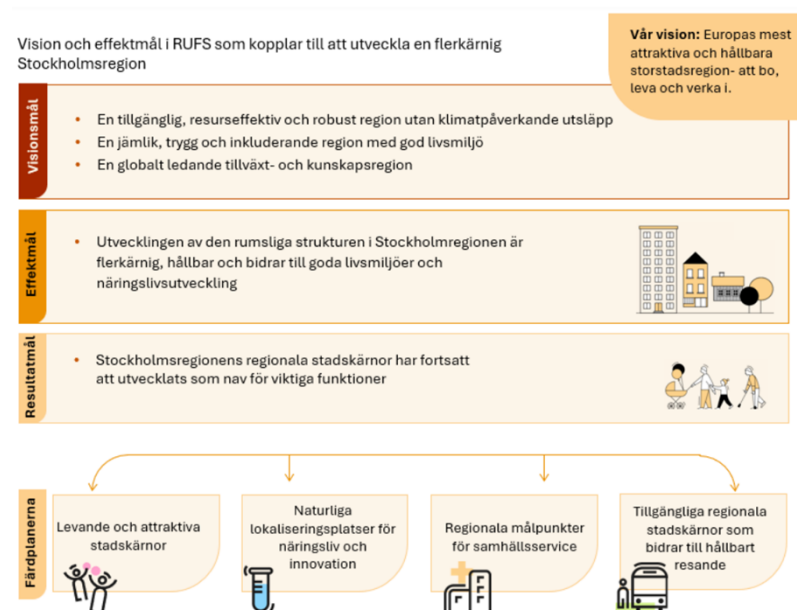 Vision och effektmål i RUFS som kopplar till att utveckla en flerkärnig
Stockholmsregion
Vår vision: Europas mest
attraktiva och hållbara
storstadsregion- att bo,
leva och verka i.
Visionsmål
• En tillgänglig, resurseffektiv och robust region utan klimatpåverkande utsläpp
• En jämlik, trygg och inkluderande region med god livsmiljö
• En globalt ledande tillväxt- och kunskapsregion
Effektmål
• Utvecklingen av den rumsliga strukturen i Stockholmregionen är
flerkärnig, hållbar och bidrar till goda livsmiljöer och
näringslivsutveckling
Resultatmål
• Stockholmsregionens regionala stadskärnor har fortsatt
att utvecklats som nav för viktiga funktioner
Färdplanerna
Levande och attraktiva
stadskärnor
Naturliga
lokaliseringsplatser för
näringsliv och
innovation
Regionala målpunkter
för samhällsservice
Tillgängliga regionala
stadskärnor som
bidrar till hållbart
resande